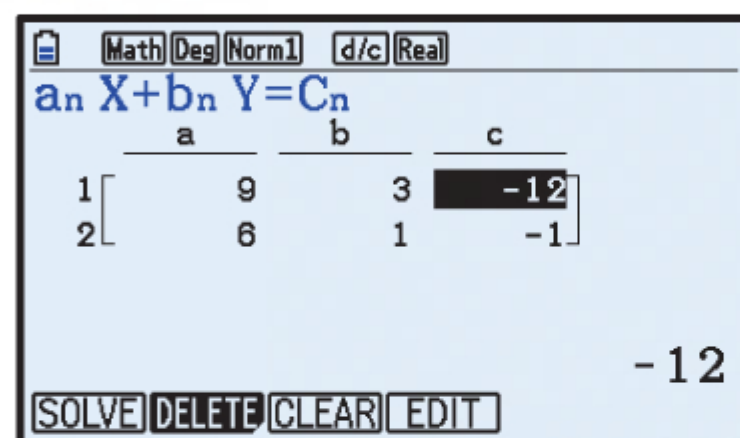 Math Deg Norm1 d/c Real
an X+bn Y=Cn
a b c
1 9 3 -12
2 6 1 -1
-12
SOLVE DELETE CLEAR EDIT